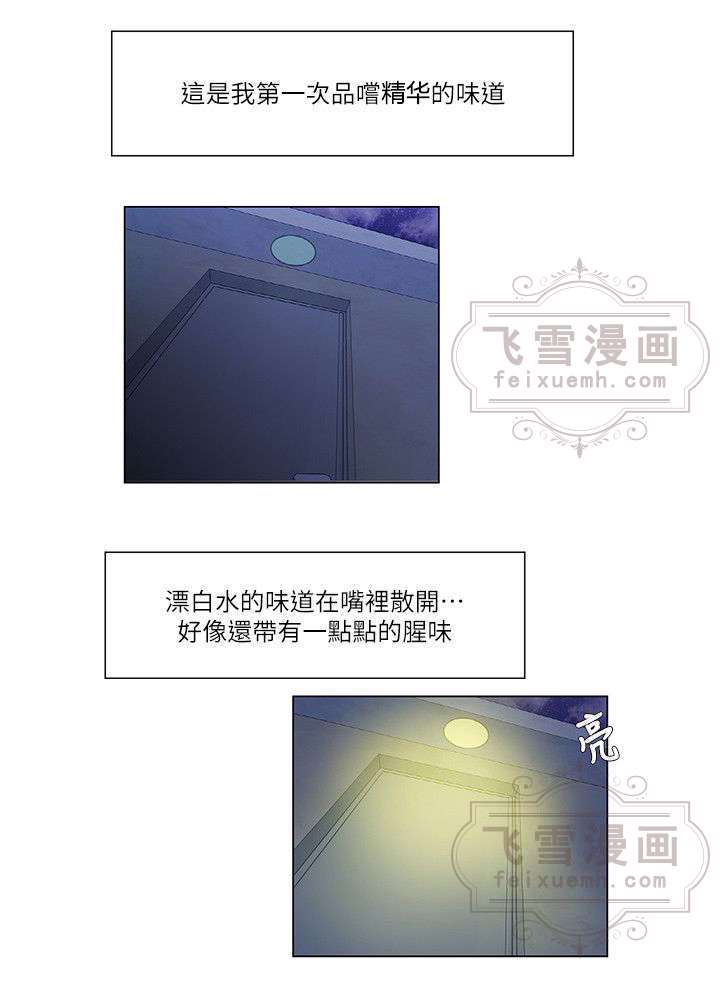 這是我第一次品嚐精华的味道
飞雪漫画
feixuemh.com
漂白水的味道在嘴裡散開⋯
好像還帶有一點點的腥味
亮
飞雪漫画
feixuemh.com